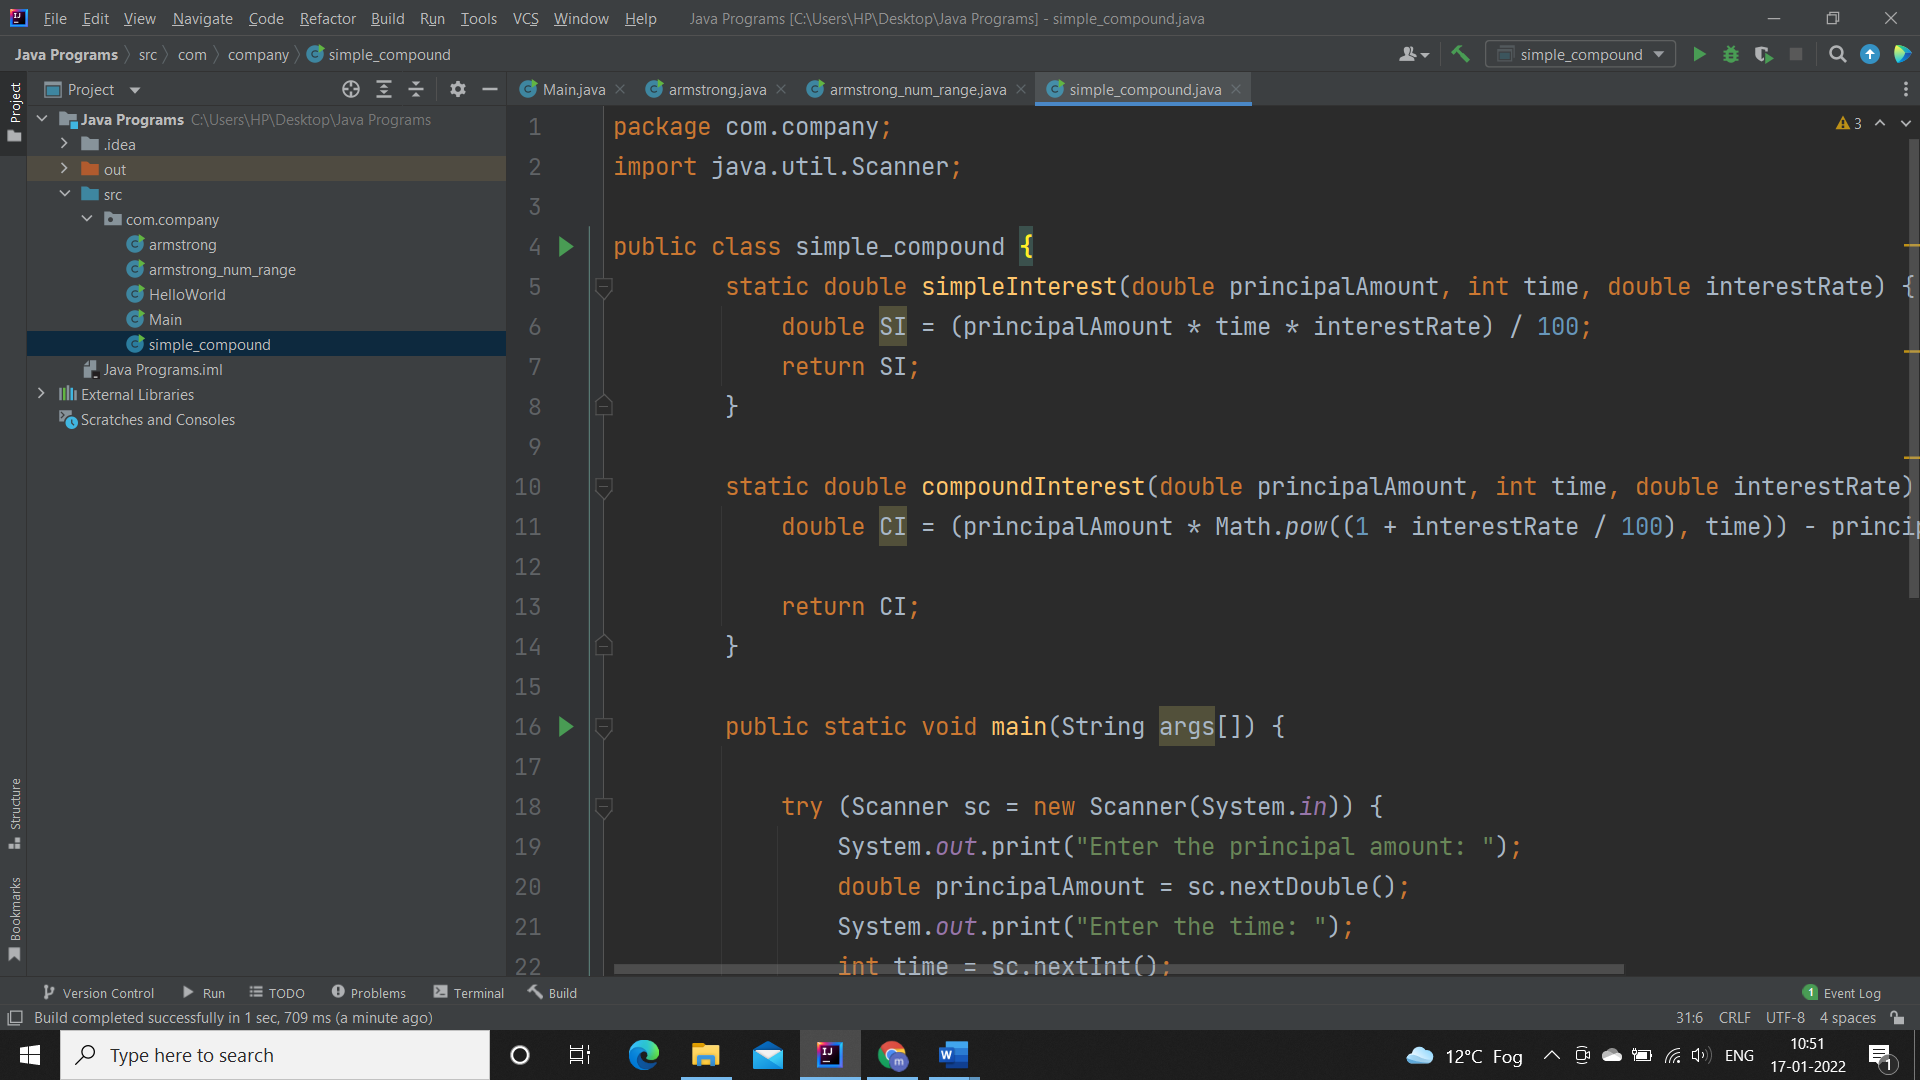 File Edit View Navigate Code Refactor Build Run Tools VCS Window Help Java Programs [C:\Users\HP\Desktop\Java Programs] - simple_compound.java
Java Programs src com company simple_compound
simple_compound
Project
Main.java armstrong.java armstrong_num_range.java simple_compound.java
Project
Java Programs C:\Users\HP\Desktop\Java Programs
.idea
out
src
com.company
armstrong
armstrong_num_range
HelloWorld
Main
simple_compound
Java Programs.iml
External Libraries
Scratches and Consoles
Structure
Bookmarks
3
1 package com.company;
2 import java.util.Scanner;
3
4 public class simple_compound {
5 static double simpleInterest(double principalAmount, int time, double interestRate) {
6 double SI = (principalAmount * time * interestRate) / 100;
7 return SI;
8 }
9
10 static double compoundInterest(double principalAmount, int time, double interestRate)
11 double CI = (principalAmount * Math.pow((1 + interestRate / 100), time)) - princip
12
13 return CI;
14 }
15
16 public static void main(String args[]) {
17
18 try (Scanner sc = new Scanner(System.in)) {
19 System.out.print("Enter the principal amount: ");
20 double principalAmount = sc.nextDouble();
21 System.out.print("Enter the time: ");
22 int time = sc.nextInt();
Version Control Run TODO Problems Terminal Build 1 Event Log
Build completed successfully in 1 sec, 709 ms (a minute ago) 31:6 CRLF UTF-8 4 spaces
Type here to search
12°C Fog ENG
10:51
17-01-2022
1